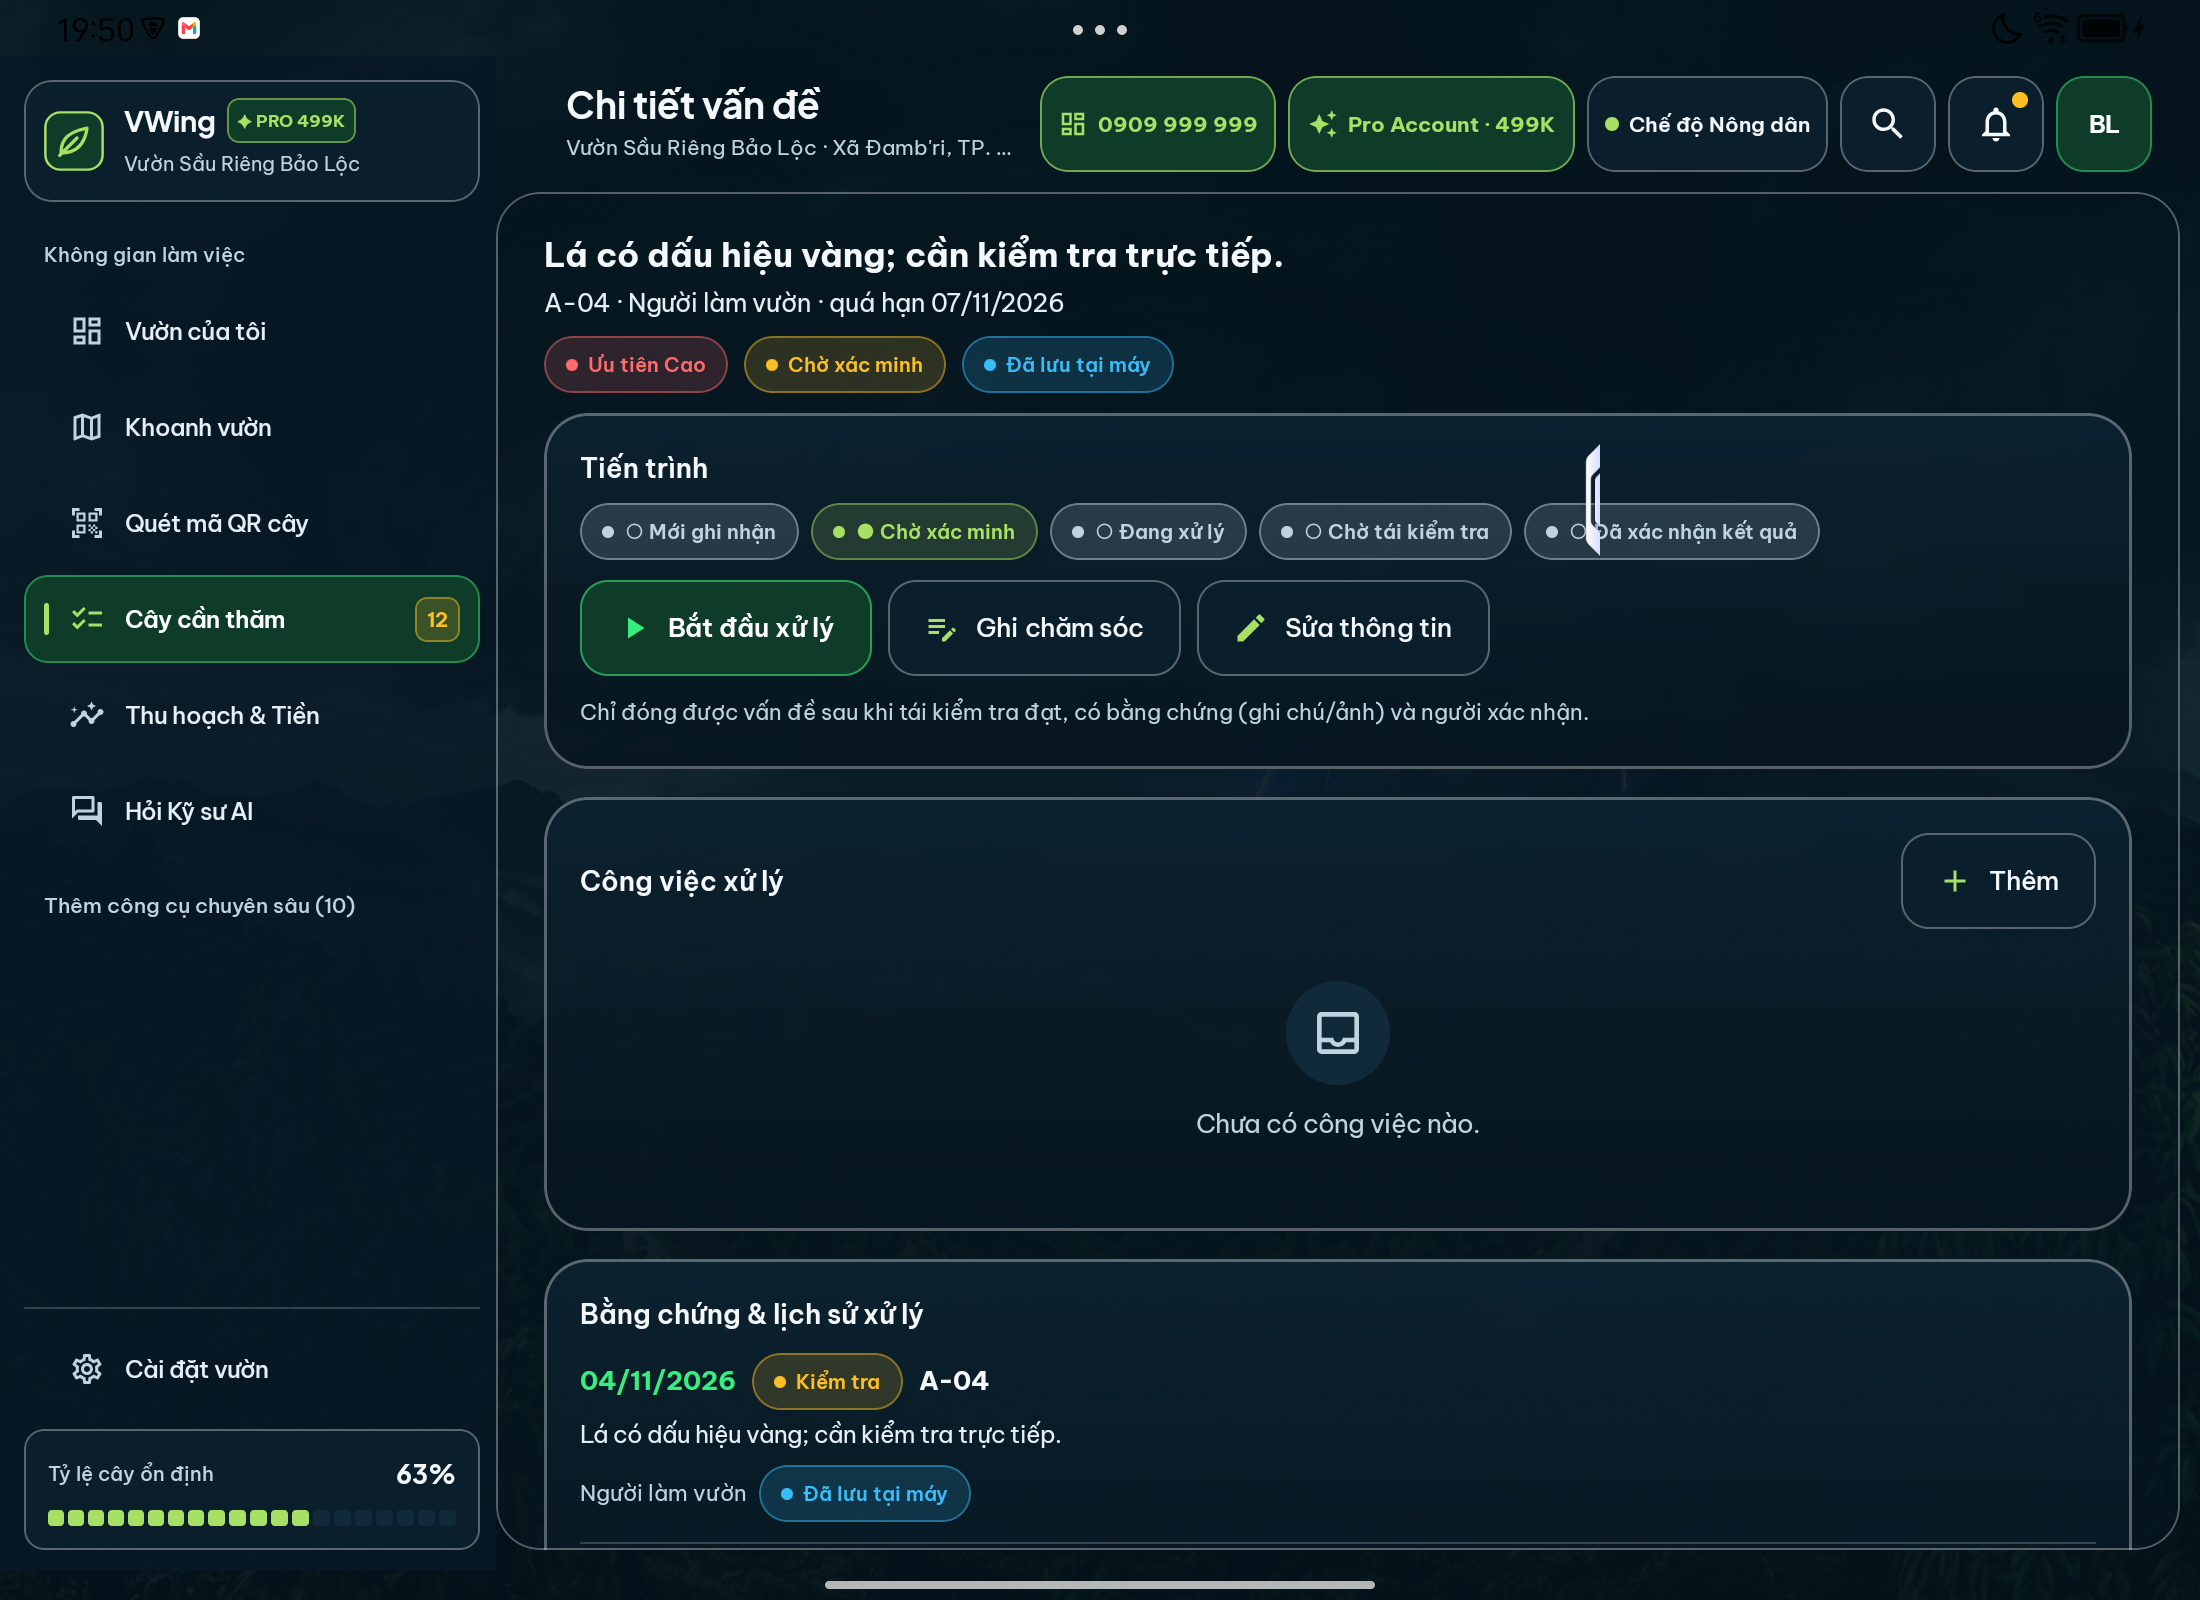 19:50
VWing
PRO 499K
Vườn Sầu Riêng Bảo Lộc
Không gian làm việc
Vườn của tôi
Khoanh vườn
Quét mã QR cây
Cây cần thăm
12
Thu hoạch & Tiền
Hỏi Kỹ sư AI
Thêm công cụ chuyên sâu (10)
Cài đặt vườn
Tỷ lệ cây ổn định
63%
Chi tiết vấn đề
Vườn Sầu Riêng Bảo Lộc · Xã Đamb'ri, TP. ...
0909 999 999
Pro Account · 499K
Chế độ Nông dân
BL
Lá có dấu hiệu vàng; cần kiểm tra trực tiếp.
A-04 · Người làm vườn · quá hạn 07/11/2026
Ưu tiên Cao
Chờ xác minh
Đã lưu tại máy
Tiến trình
Mới ghi nhận
Chờ xác minh
Đang xử lý
Chờ tái kiểm tra
Đã xác nhận kết quả
Bắt đầu xử lý
Ghi chăm sóc
Sửa thông tin
Chỉ đóng được vấn đề sau khi tái kiểm tra đạt, có bằng chứng (ghi chú/ảnh) và người xác nhận.
Công việc xử lý
Thêm
Chưa có công việc nào.
Bằng chứng & lịch sử xử lý
04/11/2026
Kiểm tra
A-04
Lá có dấu hiệu vàng; cần kiểm tra trực tiếp.
Người làm vườn
Đã lưu tại máy